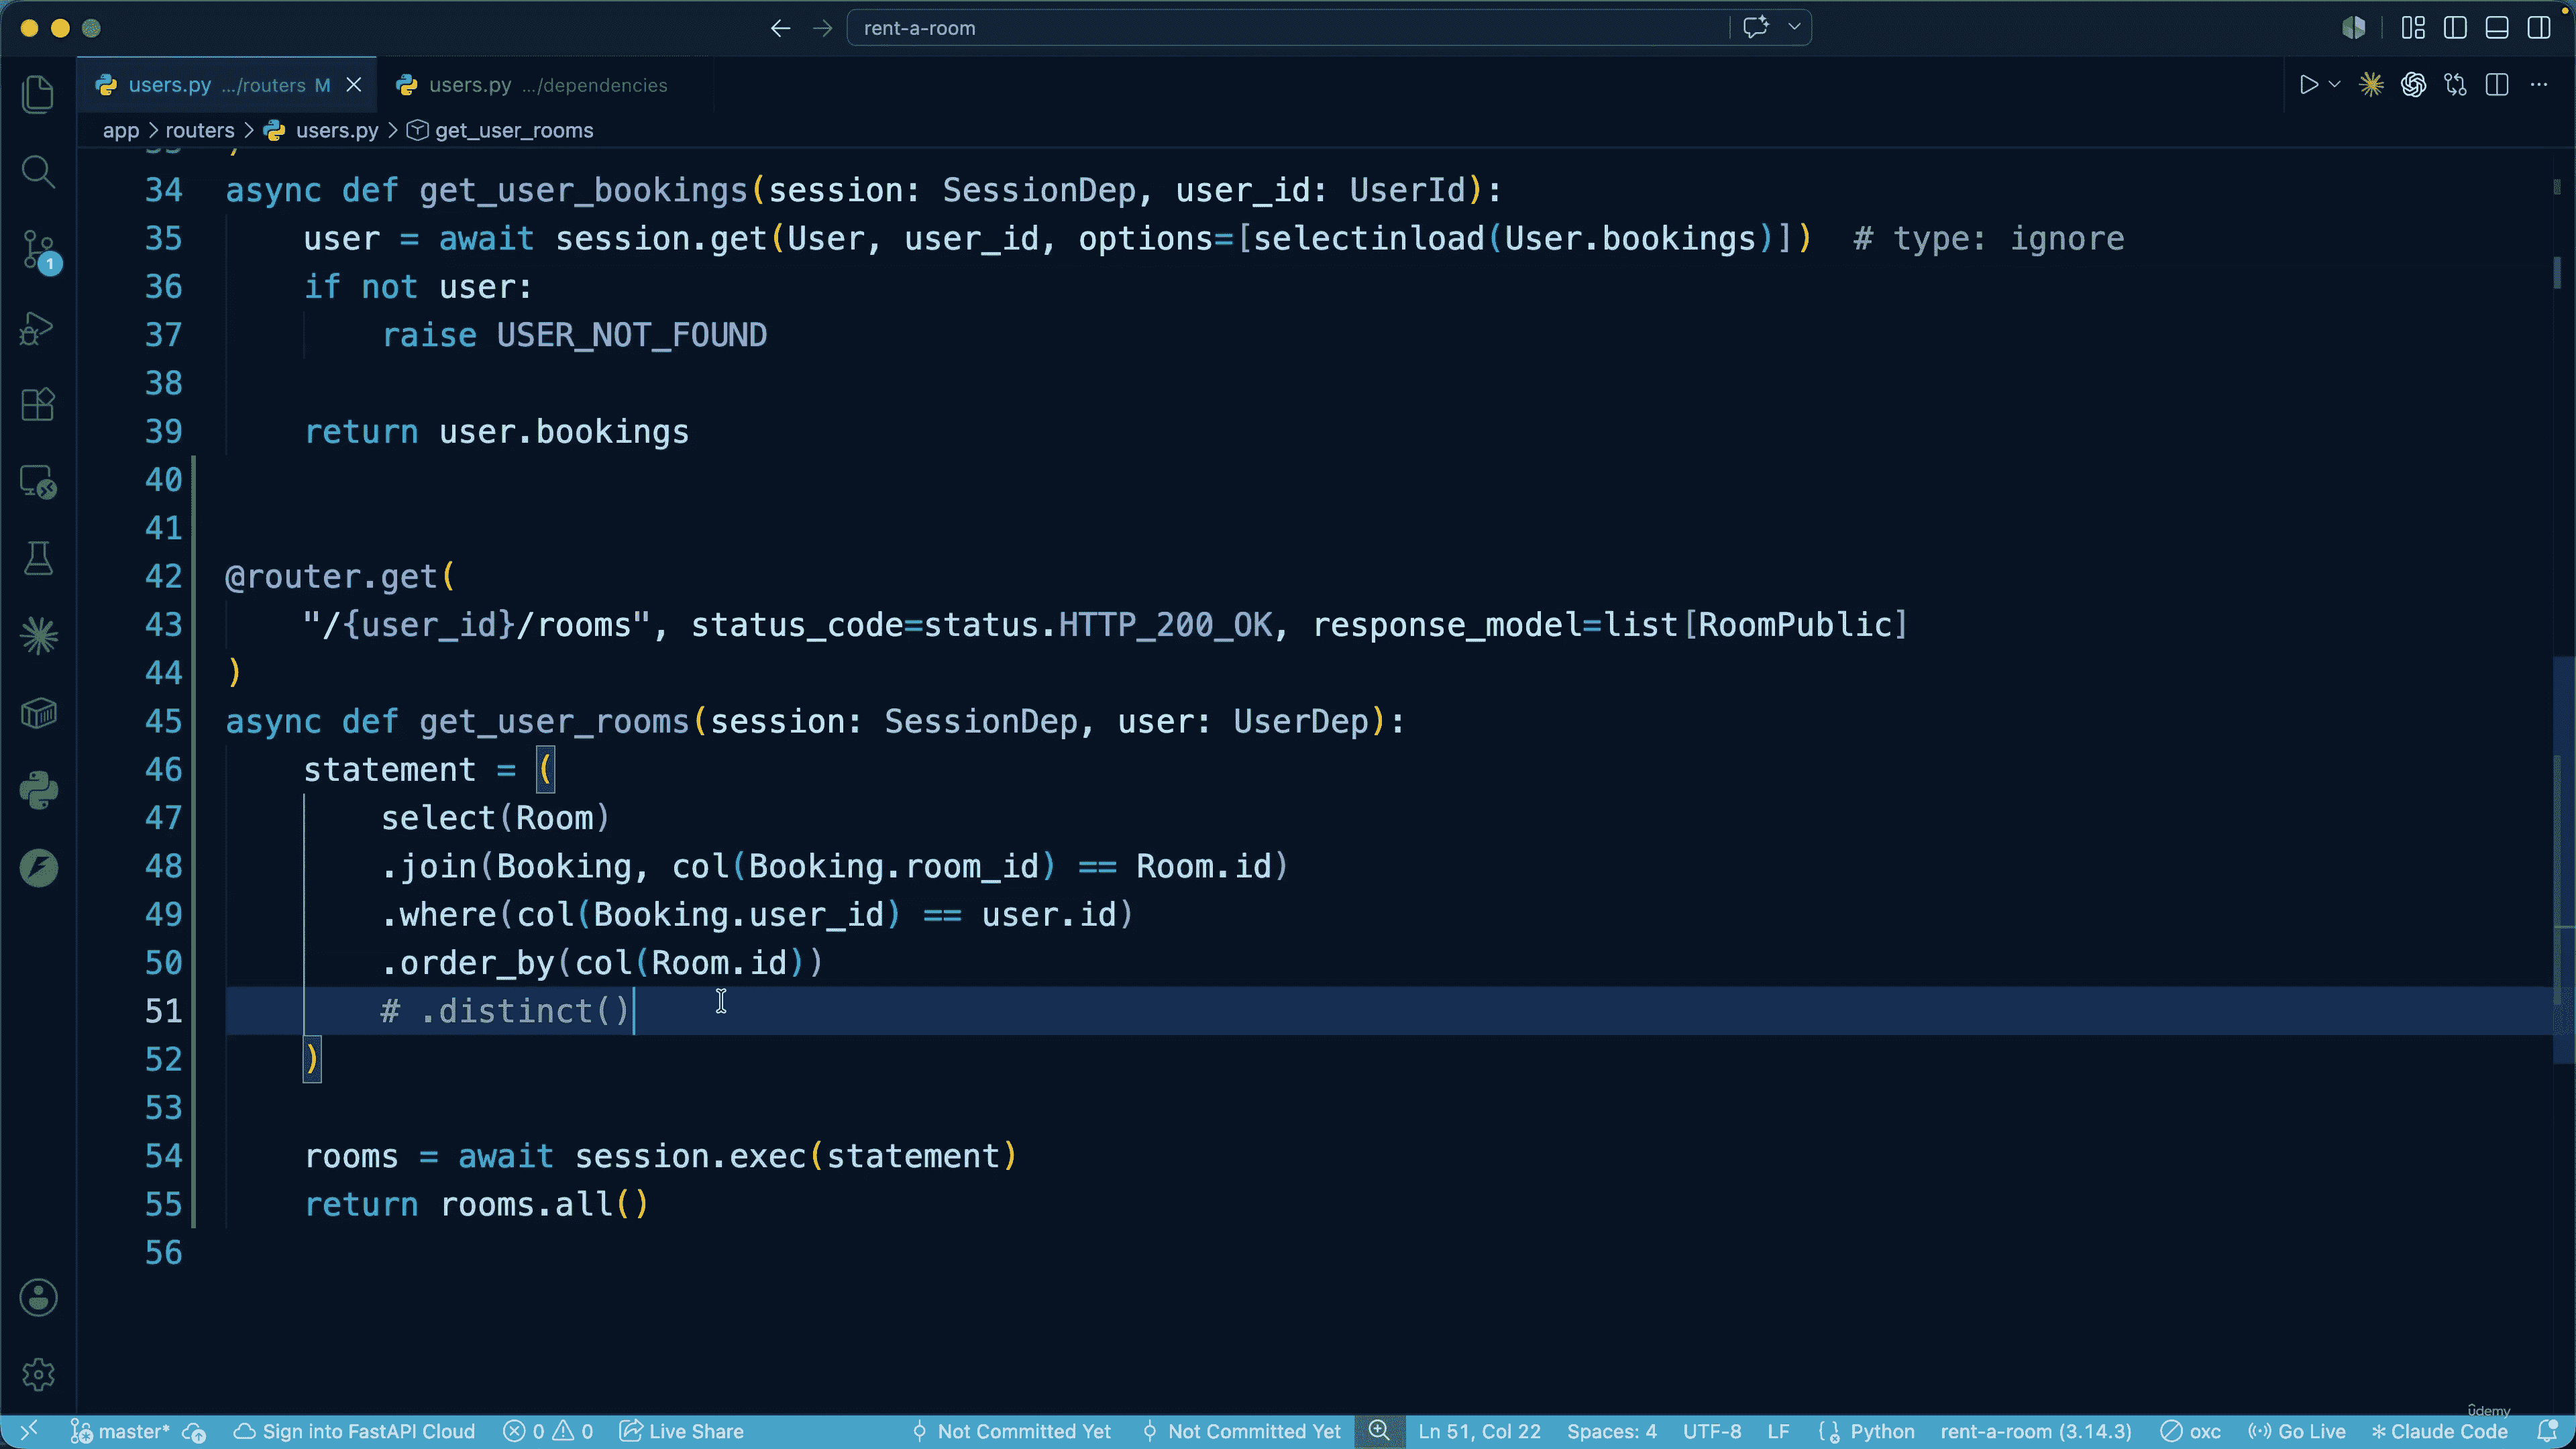 rent-a-room
users.py .../routers M
users.py .../dependencies
app > routers > users.py > get_user_rooms
34 async def get_user_bookings(session: SessionDep, user_id: UserId):
35 user = await session.get(User, user_id, options=[selectinload(User.bookings)]) # type: ignore
36 if not user:
37 raise USER_NOT_FOUND
38
39 return user.bookings
40
41
42 @router.get(
43 "/{user_id}/rooms", status_code=status.HTTP_200_OK, response_model=list[RoomPublic]
44 )
45 async def get_user_rooms(session: SessionDep, user: UserDep):
46 statement = (
47 select(Room)
48 .join(Booking, col(Booking.room_id) == Room.id)
49 .where(col(Booking.user_id) == user.id)
50 .order_by(col(Room.id))
51 # .distinct()
52 )
53
54 rooms = await session.exec(statement)
55 return rooms.all()
56
1
udemy
master* Sign into FastAPI Cloud 0 0 Live Share Not Committed Yet Not Committed Yet Ln 51, Col 22 Spaces: 4 UTF-8 LF Python rent-a-room (3.14.3) oxc Go Live Claude Code